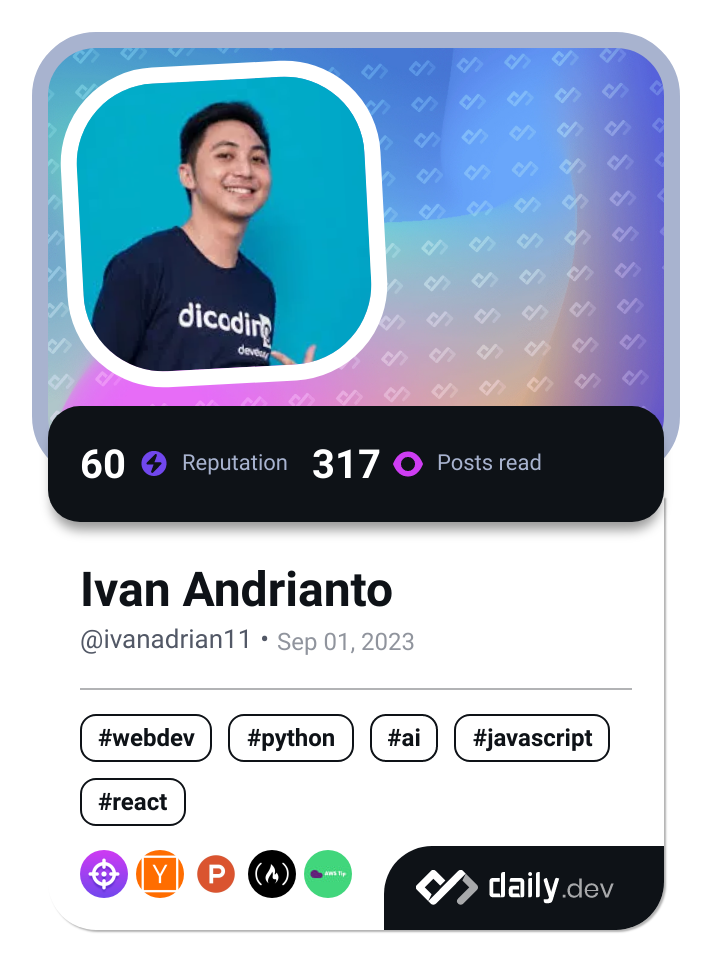 dicoding
60 Reputation 317 Posts read
Ivan Andrianto
@ivanadrian11 • Sep 01, 2023
#webdev #python #ai #javascript
#react
Y P AWS Tip
daily.dev